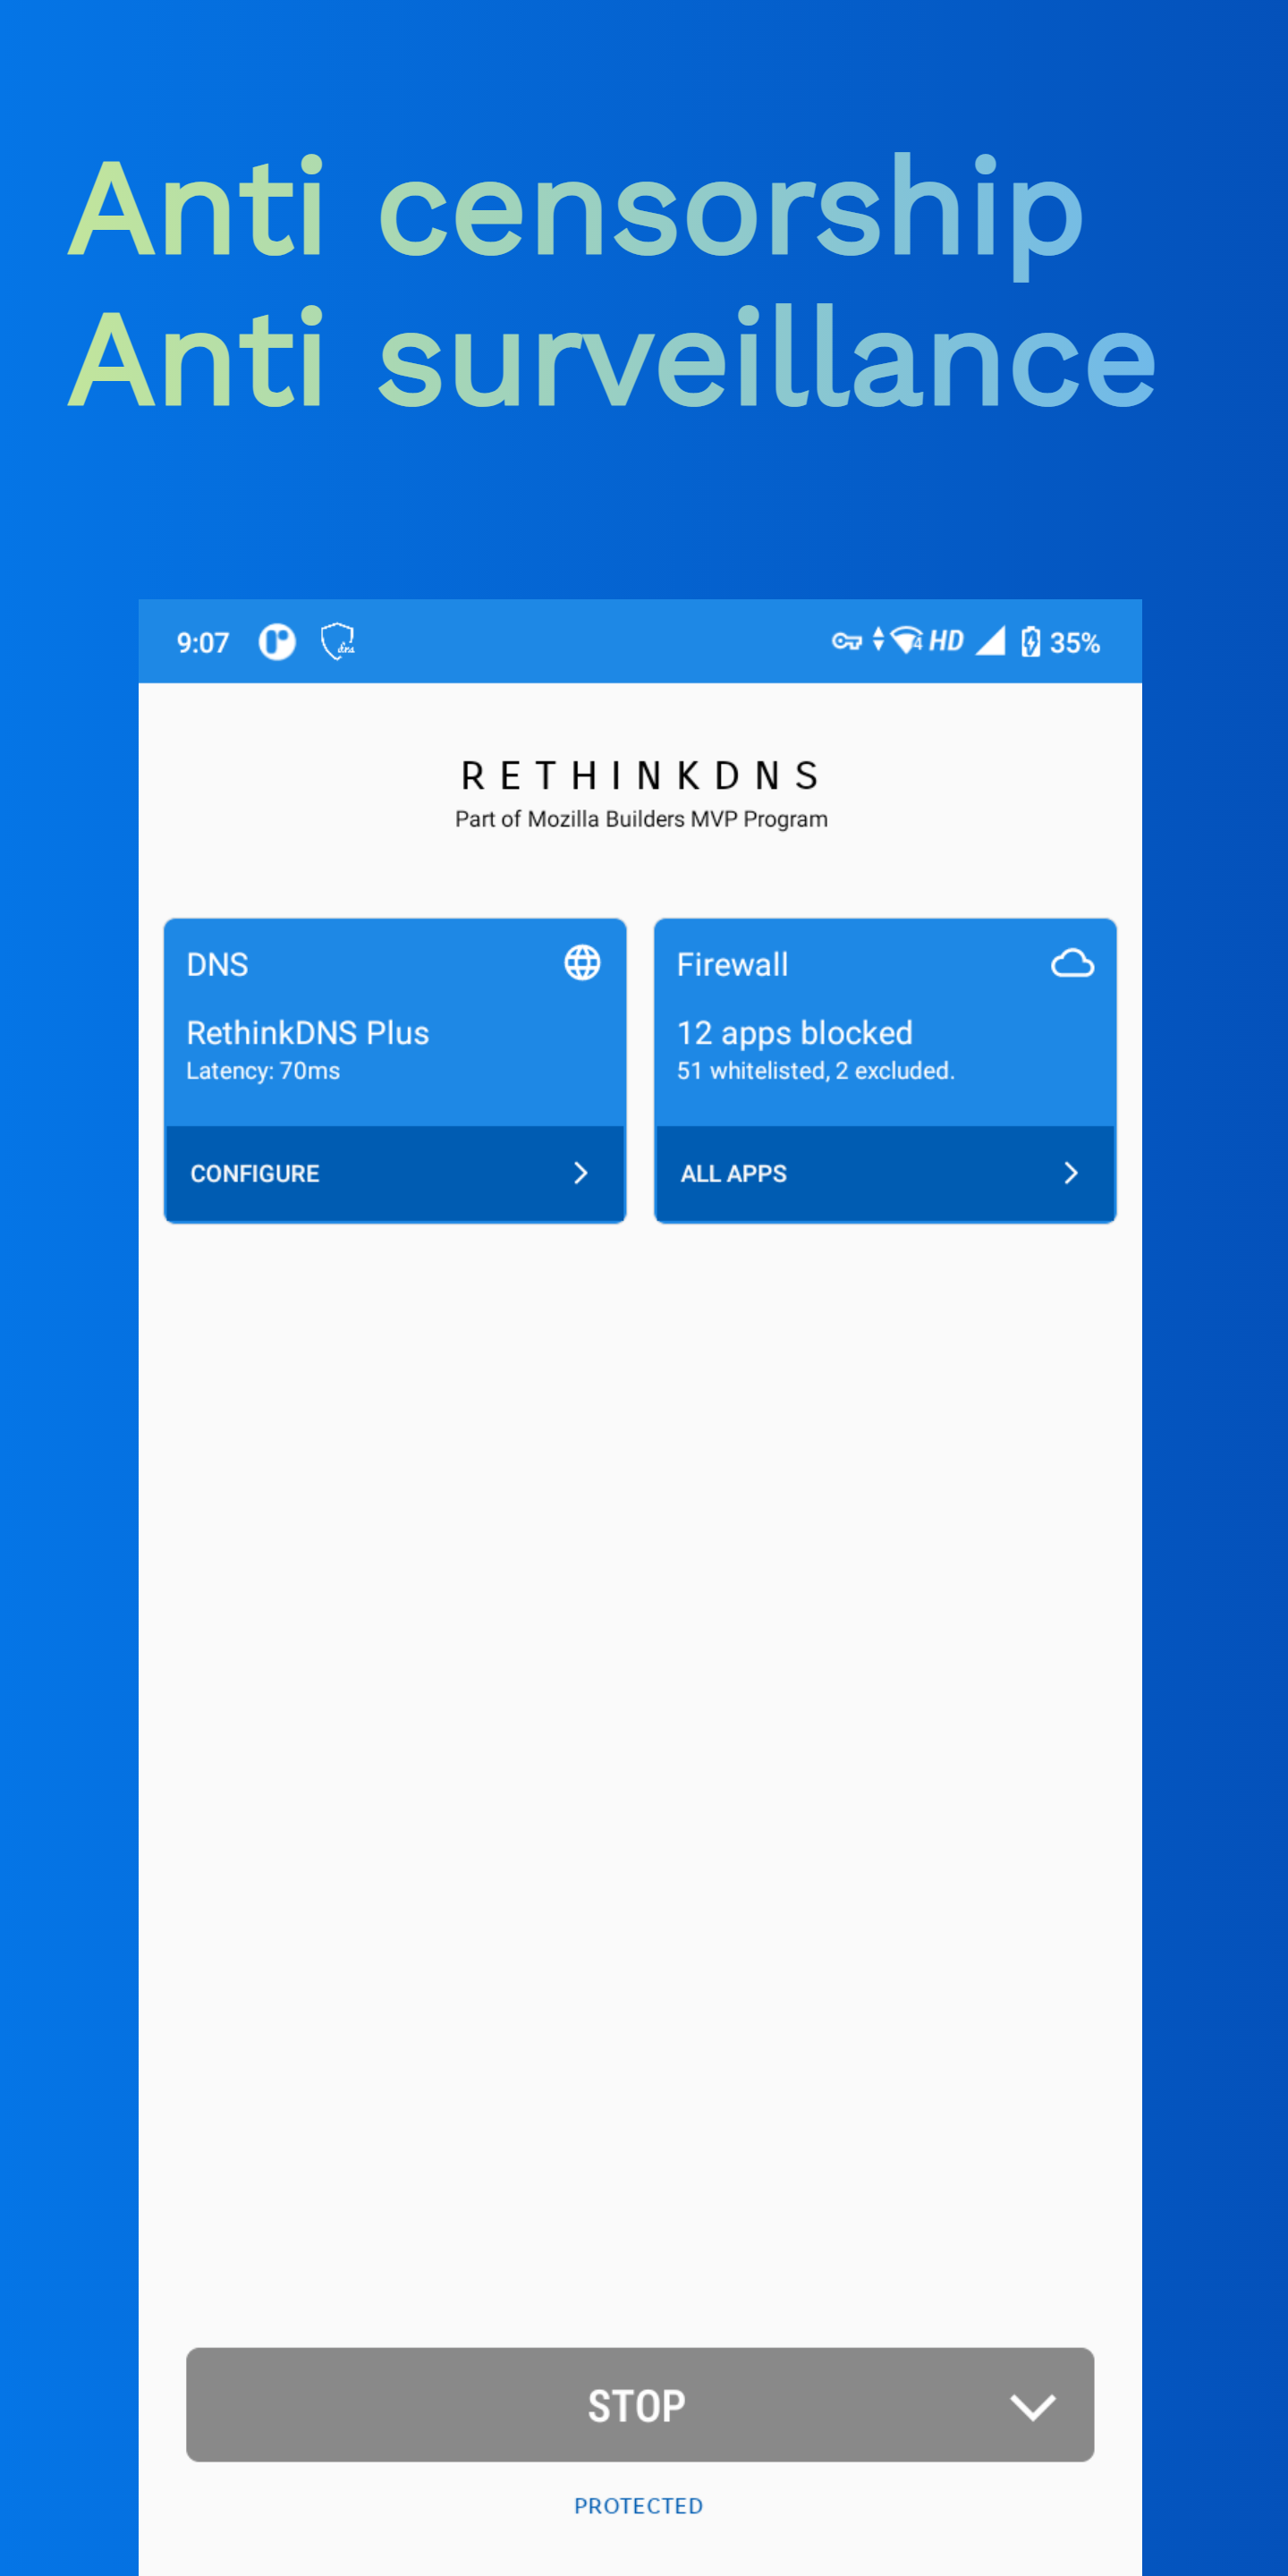 Anti censorship
Anti surveillance
9:07
HD 35%
RETHINKDNS
Part of Mozilla Builders MVP Program
DNS
RethinkDNS Plus
Latency: 70ms
CONFIGURE
Firewall
12 apps blocked
51 whitelisted, 2 excluded.
ALL APPS
STOP
PROTECTED